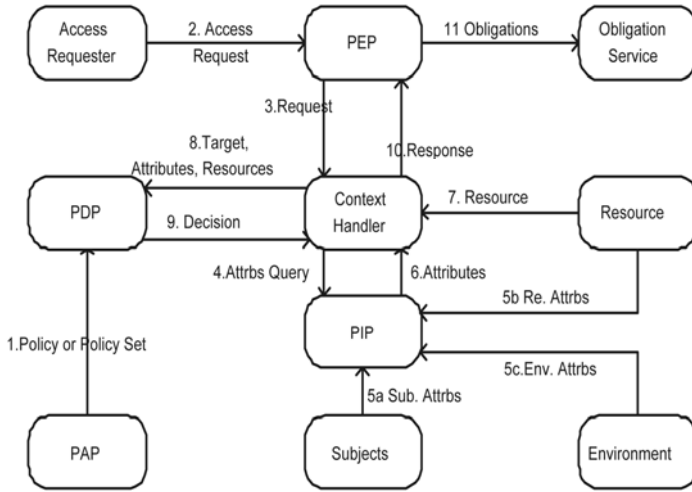 Access
Requester
2. Access
Request
PEP
11 Obligations
Obligation
Service
3.Request
8.Target,
Attributes, Resources
10.Response
PDP
9. Decision
Context
Handler
7. Resource
Resource
4.Attrbs Query
6.Attributes
5b Re. Attrbs
PIP
1.Policy or Policy Set
5c.Env. Attrbs
5a Sub. Attrbs
PAP
Subjects
Environment